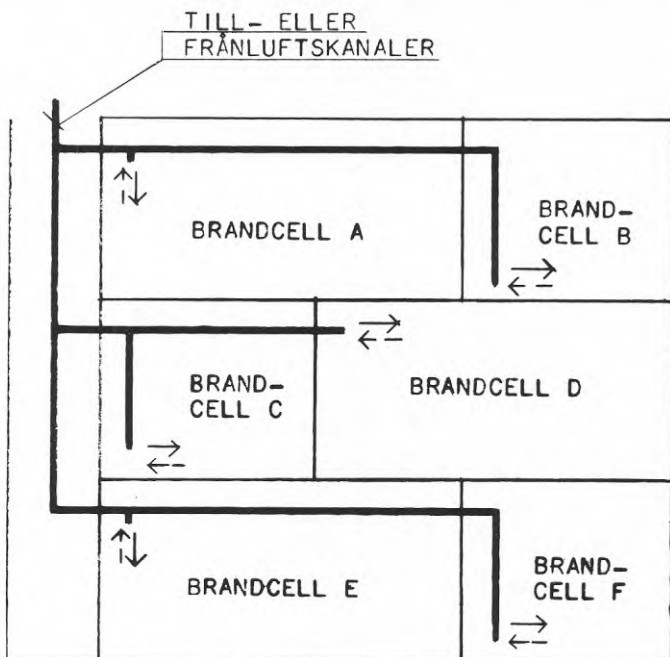 TILL- ELLER
FRÅNLUFTSKANALER
BRANDCELL A
BRAND-
CELL B
BRAND-
CELL C
BRANDCELL D
BRANDCELL E
BRAND-
CELL F